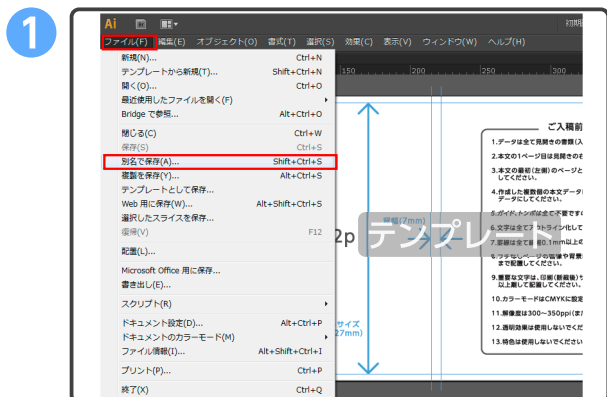 1
Ai Br
初期
ファイル(F) 編集(E) オブジェクト(O) 書式(T) 選択(S) 効果(C) 表示(V) ウィンドウ(W) ヘルプ(H)
新規(N)... Ctrl+N
テンプレートから新規(T)... Shift+Ctrl+N
開く(O)... Ctrl+O
最近使用したファイルを開く(F)
Bridge で参照... Alt+Ctrl+O
閉じる(C) Ctrl+W
保存(S) Ctrl+S
別名で保存(A)... Shift+Ctrl+S
複製を保存(Y)... Alt+Ctrl+S
テンプレートとして保存...
Web 用に保存(W)... Alt+Shift+Ctrl+S
選択したスライスを保存...
復帰(V) F12
配置(L)...
Microsoft Office 用に保存...
書き出し(E)...
スクリプト(R)
ドキュメント設定(D)... Alt+Ctrl+P
ドキュメントのカラーモード(M)
ファイル情報(I)... Alt+Shift+Ctrl+I
プリント(P)... Ctrl+P
終了(X) Ctrl+Q
150 200 250 300
2p
背幅(7mm)
テンプレート
サイズ
27mm)
ご入稿前
1.データは全て見開きの書類(入
2.本文の1ページ目は見開きの右
3.本文の最初(左側)のページと
してください。
4.作成した複数個の本文データ
データにしてください。
5.ガイド、トンボは全て不要です
6.文字は全てアウトライン化して
7.罫線は全て
0.1mm以上の
まで配置してください。
9.重要な文字は、印刷(断裁後)サ
以上離して配置してください。
10.カラーモードはCMYKに設定
11.解像度は300～350ppi(ま
12.透明効果は使用しないでくだ
13.特色は使用しないでください